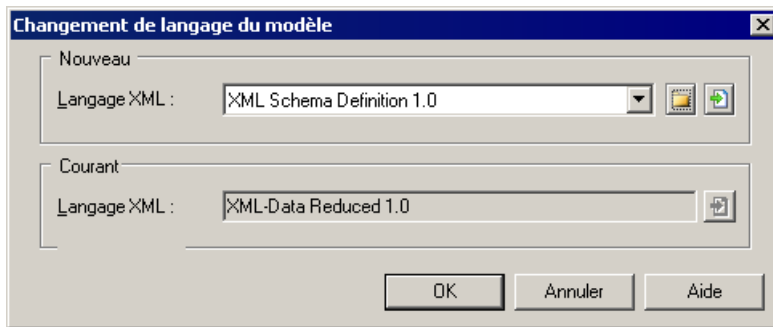 Changement de langage du modèle
Nouveau
Langage XML :
XML Schema Definition 1.0
Courant
Langage XML :
XML-Data Reduced 1.0
OK
Annuler
Aide